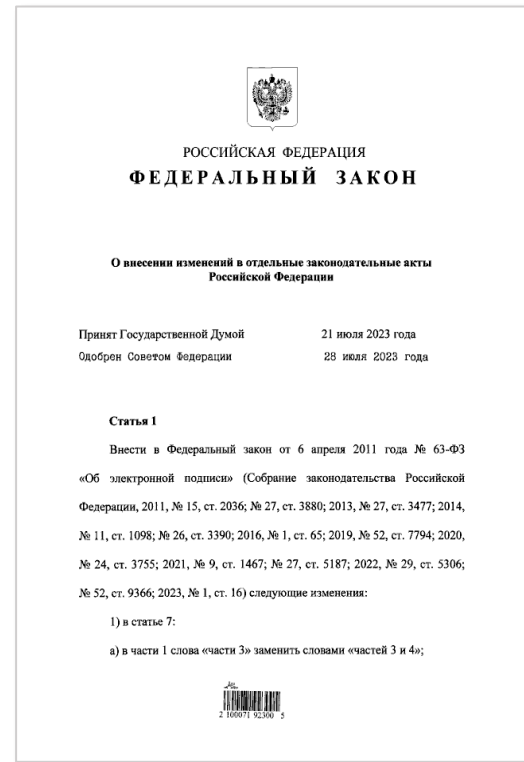 РОССИЙСКАЯ ФЕДЕРАЦИЯ
ФЕДЕРАЛЬНЫЙ ЗАКОН
О внесении изменений в отдельные законодательные акты
Российской Федерации
Принят Государственной Думой 21 июля 2023 года
Одобрен Советом Федерации 28 июля 2023 года
Статья 1
Внести в Федеральный закон от 6 апреля 2011 года № 63-ФЗ
«Об электронной подписи» (Собрание законодательства Российской
Федерации, 2011, № 15, ст. 2036; № 27, ст. 3880; 2013, № 27, ст. 3477; 2014,
№ 11, ст. 1098; № 26, ст. 3390; 2016, № 1, ст. 65; 2019, № 52, ст. 7794; 2020,
№ 24, ст. 3755; 2021, № 9, ст. 1467; № 27, ст. 5187; 2022, № 29, ст. 5306;
№ 52, ст. 9366; 2023, № 1, ст. 16) следующие изменения:
1) в статье 7:
а) в части 1 слова «части 3» заменить словами «частей 3 и 4»;
2 100071 92300 5